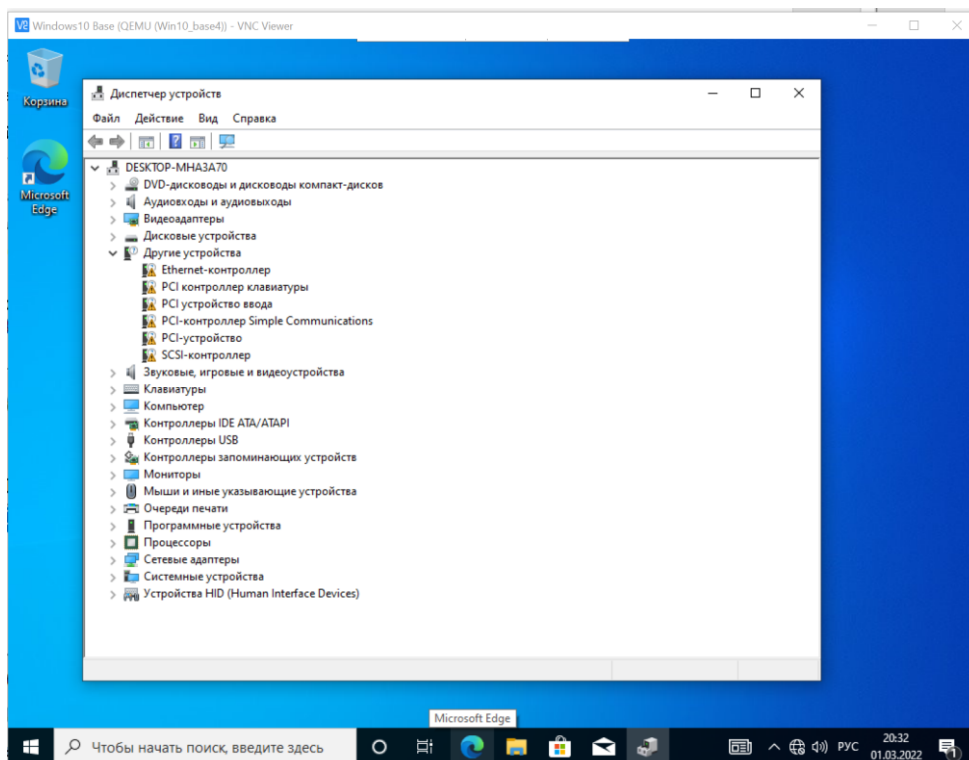 Windows10 Base (QEMU (Win10_base4)) - VNC Viewer
Корзина
Microsoft
Edge
Диспетчер устройств
Файл Действие Вид Справка
DESKTOP-MHA3A70
DVD-дисководы и дисководы компакт-дисков
Аудиовходы и аудиовыходы
Видеоадаптеры
Дисковые устройства
Другие устройства
Ethernet-контроллер
PCI контроллер клавиатуры
PCI устройство ввода
PCI-контроллер Simple Communications
PCI-устройство
SCSI-контроллер
Звуковые, игровые и видеоустройства
Клавиатуры
Компьютер
Контроллеры IDE ATA/ATAPI
Контроллеры USB
Контроллеры запоминающих устройств
Мониторы
Мыши и иные указывающие устройства
Очереди печати
Программные устройства
Процессоры
Сетевые адаптеры
Системные устройства
Устройства HID (Human Interface Devices)
Microsoft Edge
Чтобы начать поиск, введите здесь
РУС
20:32
01.03.2022
1